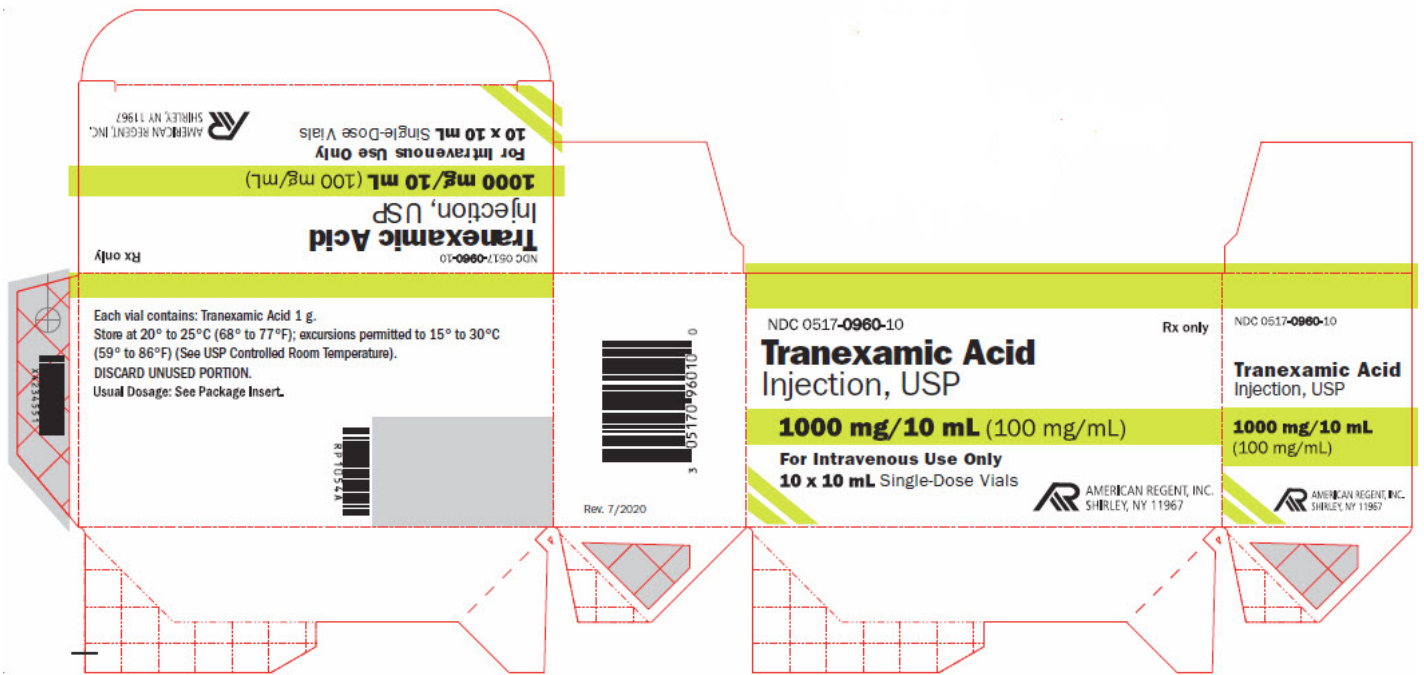 AMERICAN REGENT, INC.
SHIRLEY, NY 11967
10 x 10 mL Single-Dose Vials
For Intravenous Use Only
1000 mg/10 mL (100 mg/mL)
Injection, USP
Tranexamic Acid
NDC 0517-0960-10
Rx only
Each vial contains: Tranexamic Acid 1 g.
Store at 20° to 25°C (68° to 77°F); excursions permitted to 15° to 30°C
(59° to 86°F) (See USP Controlled Room Temperature).
DISCARD UNUSED PORTION.
Usual Dosage: See Package Insert.
XX234551
RP1U54A
3 05170 96010 0
Rev. 7/2020
NDC 0517-0960-10
Rx only
Tranexamic Acid
Injection, USP
1000 mg/10 mL (100 mg/mL)
For Intravenous Use Only
10 x 10 mL Single-Dose Vials
AMERICAN REGENT, INC.
SHIRLEY, NY 11967
NDC 0517-0960-10
Tranexamic Acid
Injection, USP
1000 mg/10 mL
(100 mg/mL)
AMERICAN REGENT, INC.
SHIRLEY, NY 11967